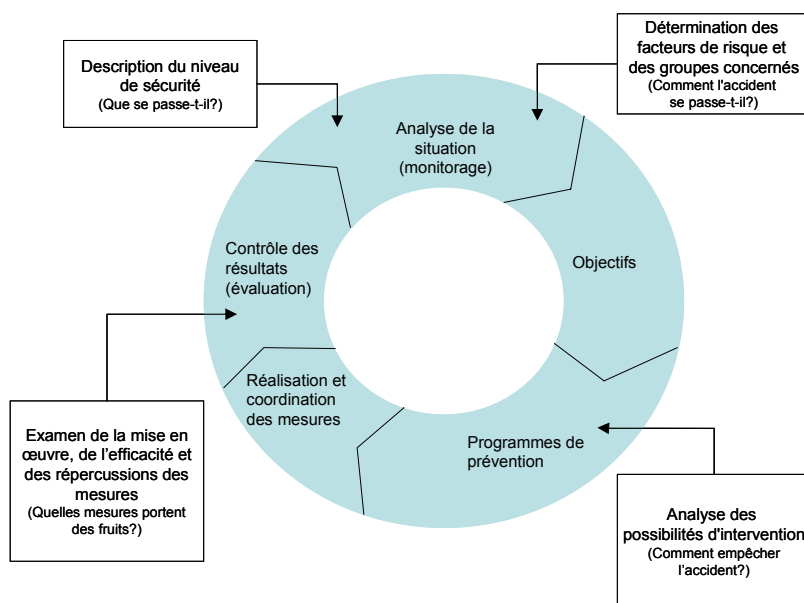 Description du niveau
de sécurité
(Que se passe-t-il?)
Détermination des
facteurs de risque et
des groupes concernés
(Comment l'accident
se passe-t-il?)
Analyse de la
situation
(monitorage)
Objectifs
Contrôle des
résultats
(évaluation)
Réalisation et
coordination
des mesures
Programmes de
prévention
Examen de la mise en
œuvre, de l’efficacité et
des répercussions des
mesures
(Quelles mesures portent
des fruits?)
Analyse des
possibilités d'intervention
(Comment empêcher
l’accident?)